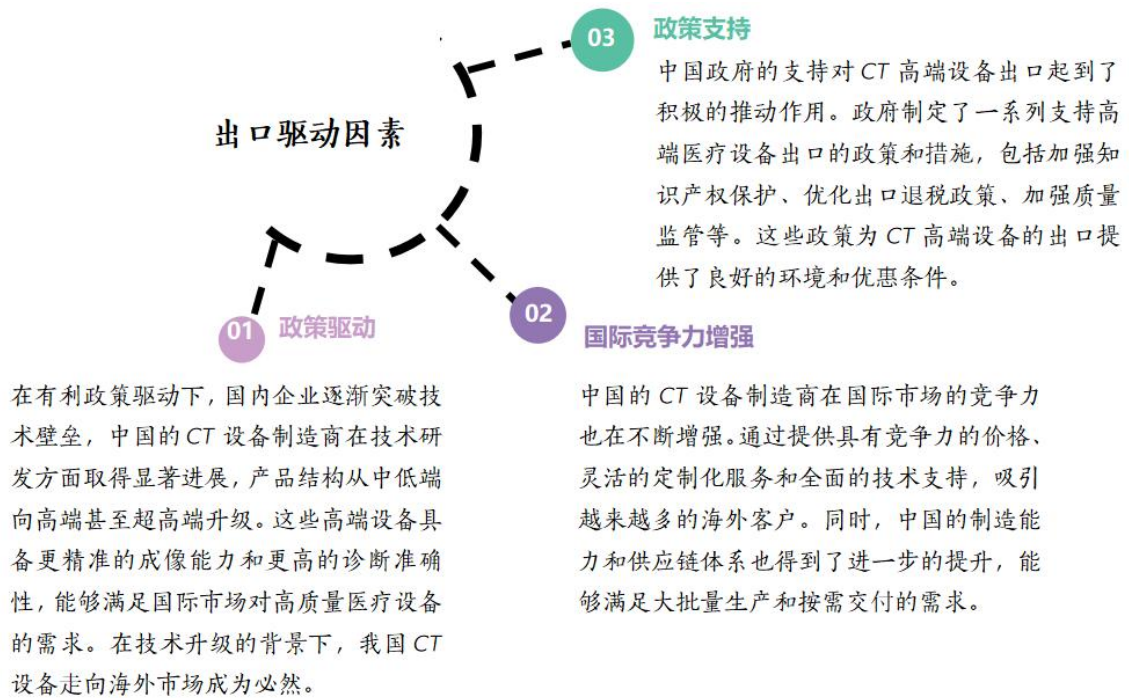 出口驱动因素
01
政策驱动
在有利政策驱动下，国内企业逐渐突破技
术壁垒，中国的 CT 设备制造商在技术研
发方面取得显著进展，产品结构从中低端
向高端甚至超高端升级。这些高端设备具
备更精准的成像能力和更高的诊断准确
性，能够满足国际市场对高质量医疗设备
的需求。在技术升级的背景下，我国 CT
设备走向海外市场成为必然。
02
国际竞争力增强
中国的 CT 设备制造商在国际市场的竞争力
也在不断增强。通过提供具有竞争力的价格、
灵活的定制化服务和全面的技术支持，吸引
越来越多的海外客户。同时，中国的制造能
力和供应链体系也得到了进一步的提升，能
够满足大批量生产和按需交付的需求。
03
政策支持
中国政府的支持对 CT 高端设备出口起到了
积极的推动作用。政府制定了一系列支持高
端医疗设备出口的政策和措施，包括加强知
识产权保护、优化出口退税政策、加强质量
监管等。这些政策为 CT 高端设备的出口提
供了良好的环境和优惠条件。